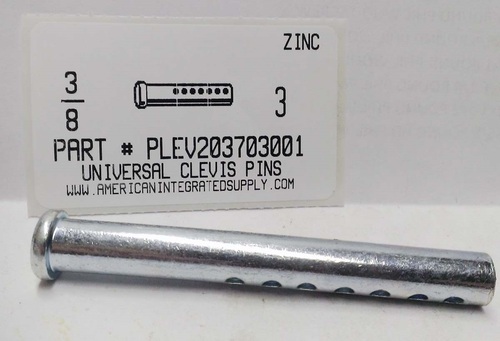 ZINC
3/8
3
PART # PLEV203703001
UNIVERSAL CLEVIS PINS
WWW.AMERICANINTEGRATEDSUPPLY.COM